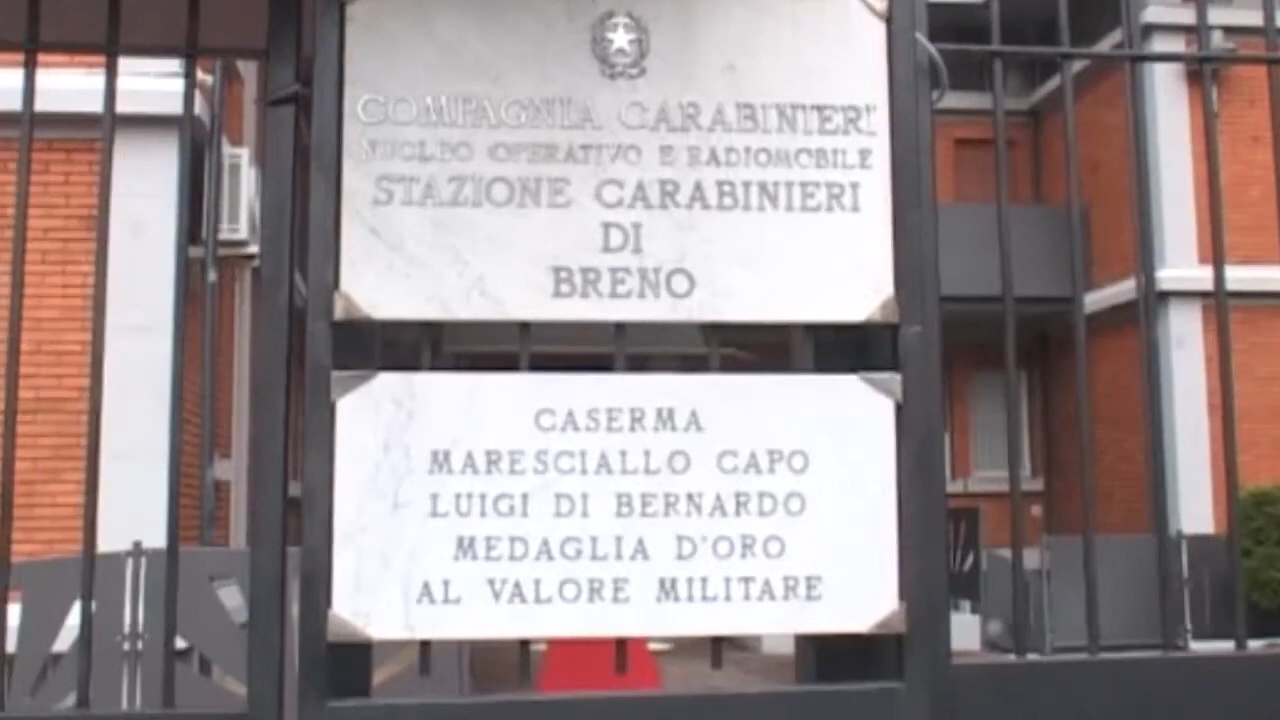 COMPAGNIA CARABINIERI
NUCLEO OPERATIVO E RADIOMOBILE
STAZIONE CARABINIERI
DI
BRENO
CASERMA
MARESCIALLO CAPO
LUIGI DI BERNARDO
MEDAGLIA D'ORO
AL VALORE MILITARE